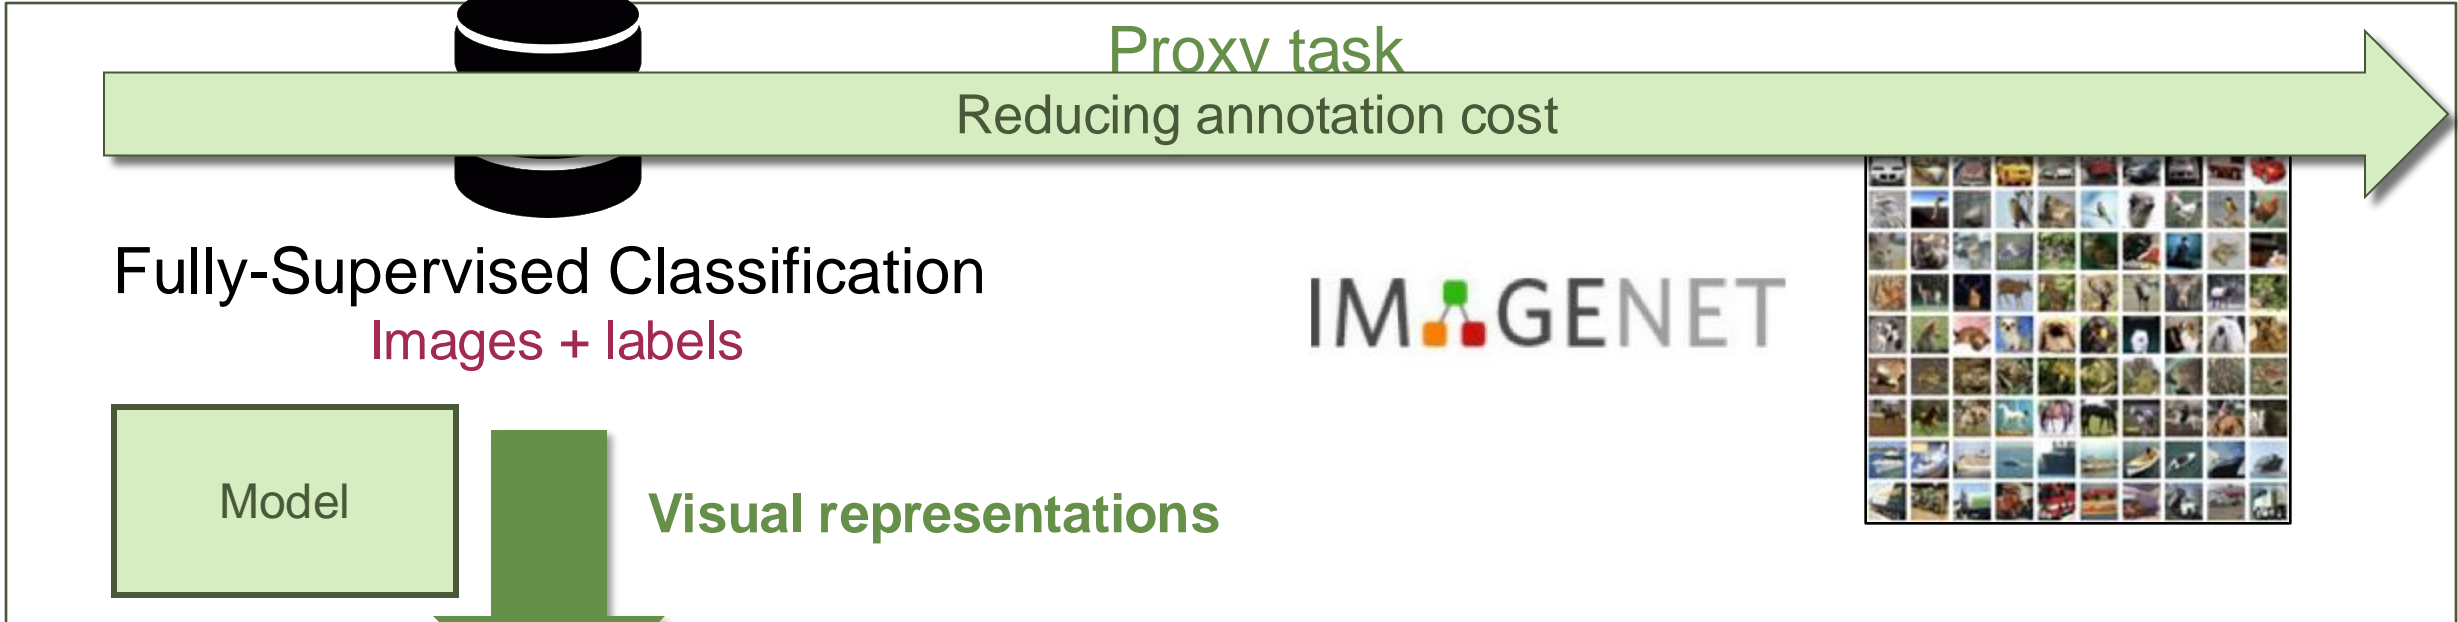 Proxy task
Reducing annotation cost
Fully-Supervised Classification
Images + labels
IMAGENET
Model
Visual representations